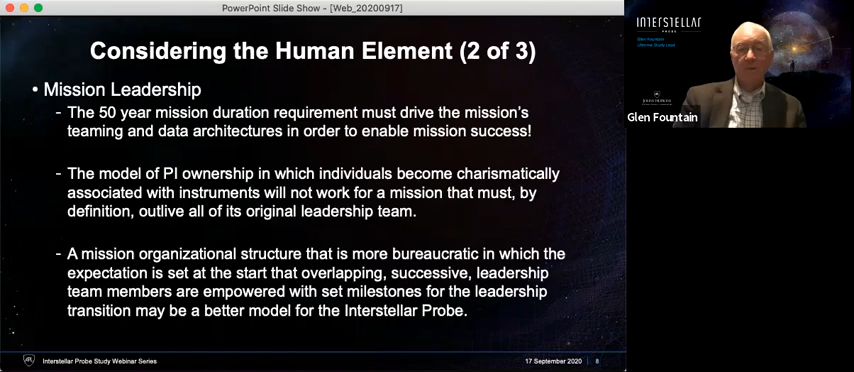 PowerPoint Slide Show - [Web_20200917]
Considering the Human Element (2 of 3)
• Mission Leadership
- The 50 year mission duration requirement must drive the mission's
teaming and data architectures in order to enable mission success!
- The model of PI ownership in which individuals become charismatically
associated with instruments will not work for a mission that must, by
definition, outlive all of its original leadership team.
- A mission organizational structure that is more bureaucratic in which the
expectation is set at the start that overlapping, successive, leadership
team members are empowered with set milestones for the leadership
transition may be a better model for the Interstellar Probe.
APL
Interstellar Probe Study Webinar Series
17 September 2020
8
INTERSTELLAR
PROBE
Glen Fountain
Lifetime Study Lead
JOHNS HOPKINS
Glen Fountain